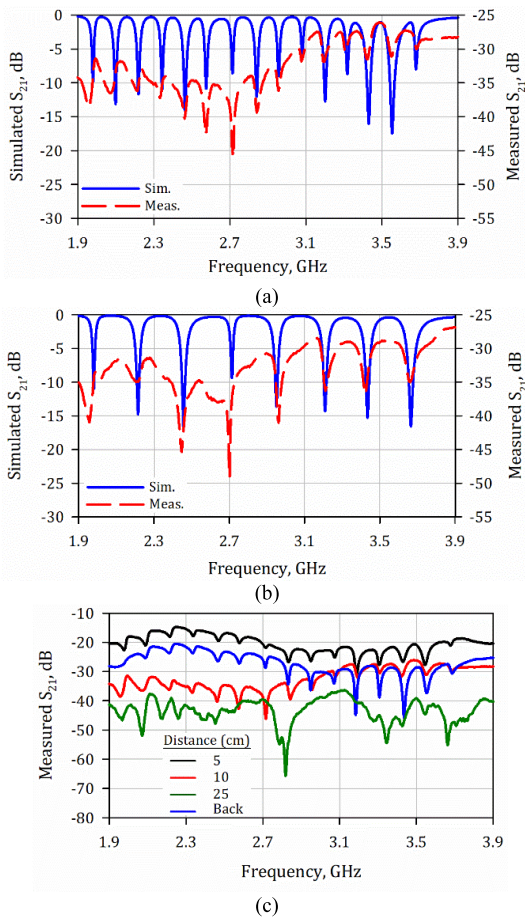 0 -25
-5 -30
-10 -35
-15 -40
-20 -45
-25 -50
-30 -55
Simulated S21, dB
Measured S21, dB
Sim.
Meas.
1.9 2.3 2.7 3.1 3.5 3.9
Frequency, GHz
(a)
0 -25
-5 -30
-10 -35
-15 -40
-20 -45
-25 -50
-30 -55
Simulated S21, dB
Measured S21, dB
Sim.
Meas.
1.9 2.3 2.7 3.1 3.5 3.9
Frequency, GHz
(b)
-10
-20
-30
-40
-50
-60
-70
-80
Measured S21, dB
Distance (cm)
5
10
25
Back
1.9 2.3 2.7 3.1 3.5 3.9
Frequency, GHz
(c)